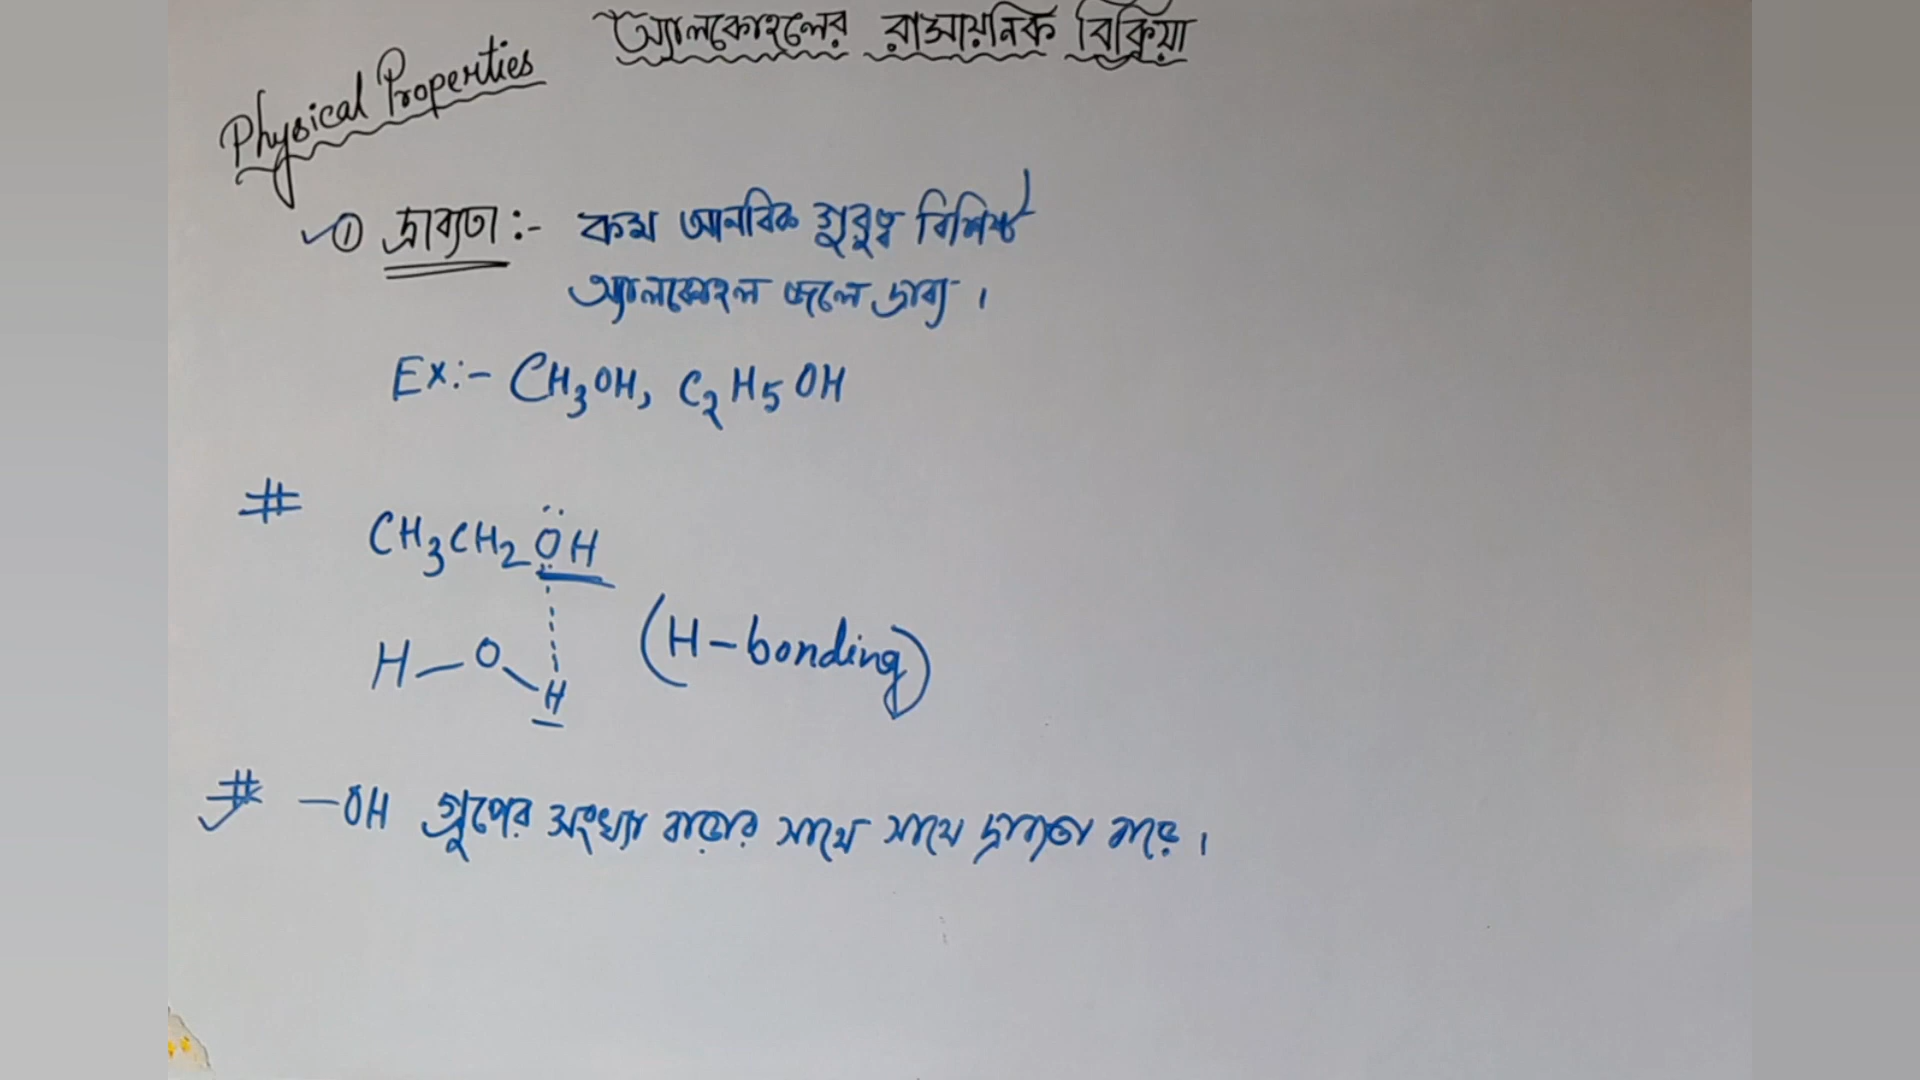 অ্যালকোহলের রাসায়নিক বিক্রিয়া
Physical Properties
① দ্রাব্যতা :- কম আনবিক গুরুত্ব বিশিষ্ট
অ্যালকোহল জলে দ্রাব্য ।
Ex:- CH₃OH, C₂H₅OH
# CH₃CH₂ÖH
H-O-H (H-bonding)
# -OH গ্রুপের সংখ্যা বাড়ার সাথে সাথে দ্রাব্যতা বাড়ে ।